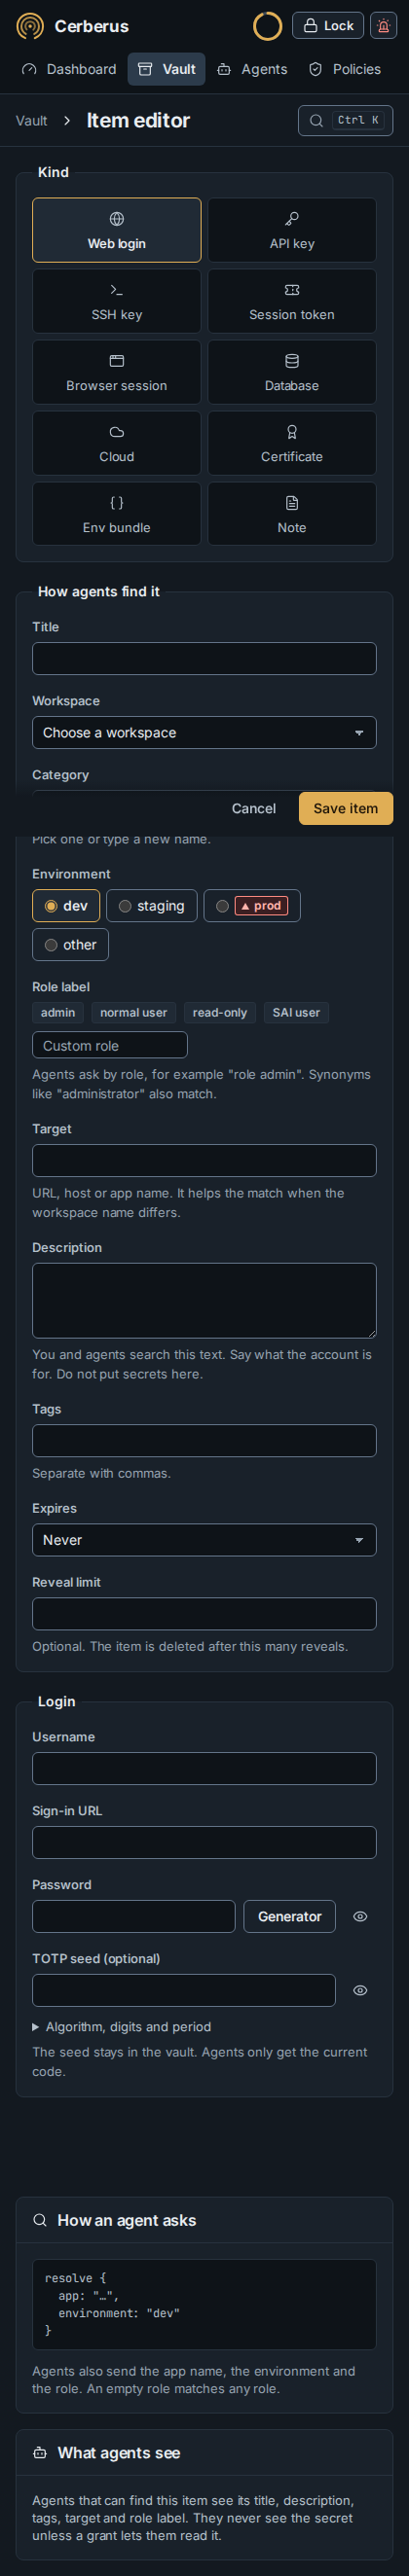 Cerberus
Lock
Dashboard
Vault
Agents
Policies
Vault
Item editor
Ctrl K
Kind
Web login
API key
SSH key
Session token
Browser session
Database
Cloud
Certificate
Env bundle
Note
How agents find it
Title
Workspace
Choose a workspace
Category
Cancel
Save item
Pick one or type a new name.
Environment
dev
staging
prod
other
Role label
admin
normal user
read-only
SAI user
Custom role
Agents ask by role, for example "role admin". Synonyms
like "administrator" also match.
Target
URL, host or app name. It helps the match when the
workspace name differs.
Description
You and agents search this text. Say what the account is
for. Do not put secrets here.
Tags
Separate with commas.
Expires
Never
Reveal limit
Optional. The item is deleted after this many reveals.
Login
Username
Sign-in URL
Password
Generator
TOTP seed (optional)
Algorithm, digits and period
The seed stays in the vault. Agents only get the current
code.
How an agent asks
resolve {
app: "…",
environment: "dev"
}
Agents also send the app name, the environment and
the role. An empty role matches any role.
What agents see
Agents that can find this item see its title, description,
tags, target and role label. They never see the secret
unless a grant lets them read it.